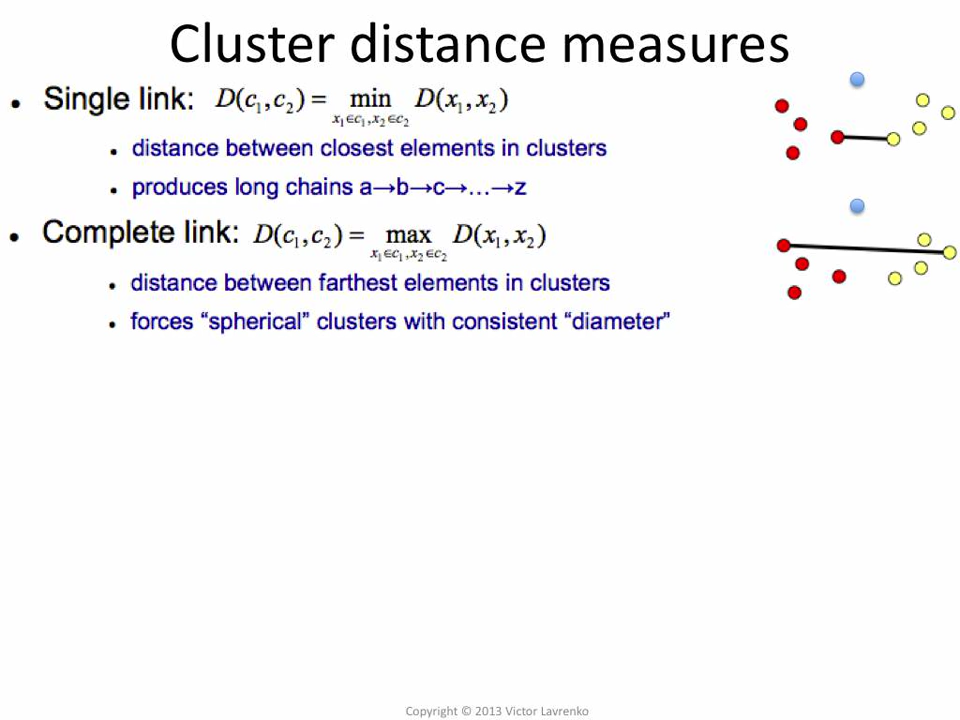 Cluster distance measures
• Single link: D(c₁,c₂) = min x₁∈c₁,x₂∈c₂ D(x₁,x₂)
• distance between closest elements in clusters
• produces long chains a→b→c→…→z
• Complete link: D(c₁,c₂) = max x₁∈c₁,x₂∈c₂ D(x₁,x₂)
• distance between farthest elements in clusters
• forces “spherical” clusters with consistent “diameter”
Copyright © 2013 Victor Lavrenko